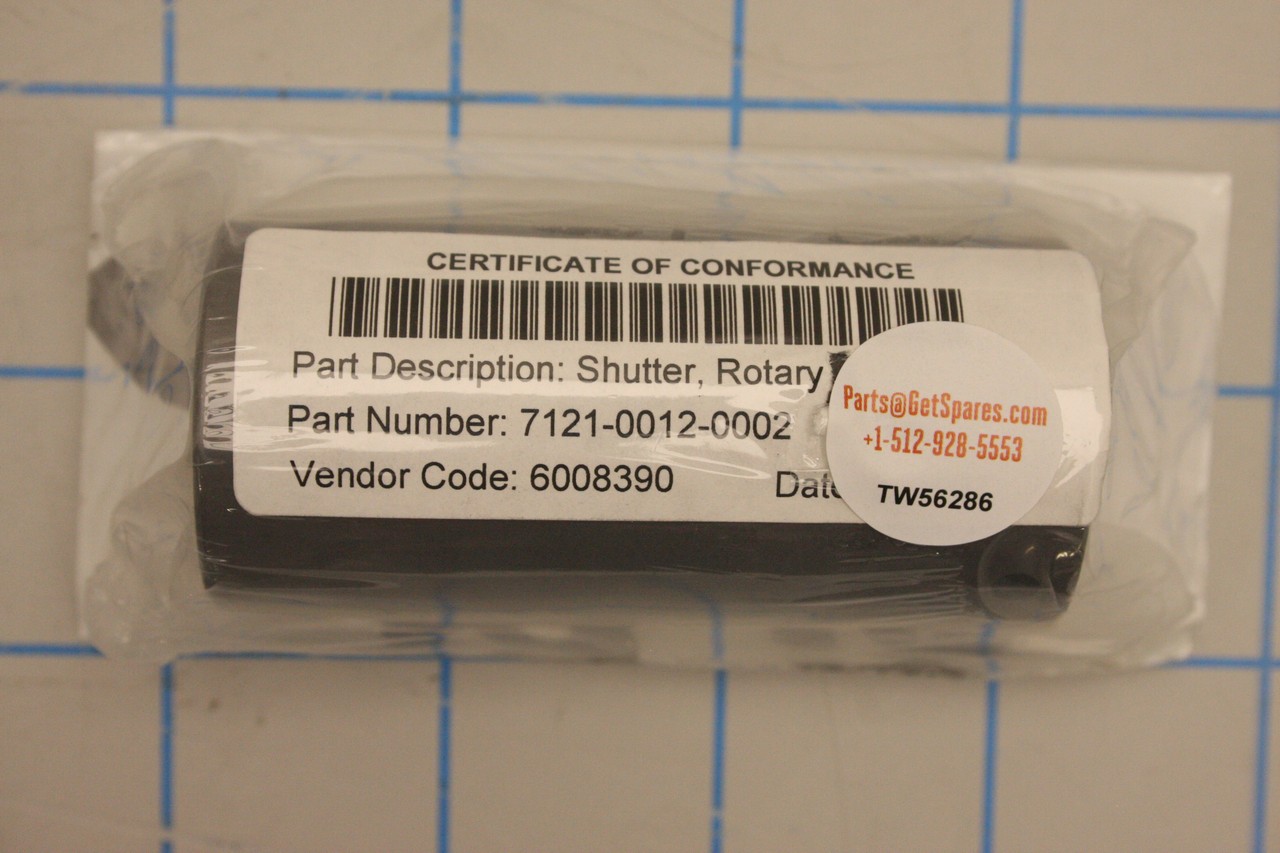 CERTIFICATE OF CONFORMANCE
Part Description: Shutter, Rotary
Part Number: 7121-0012-0002
Vendor Code: 6008390
Parts@GetSpares.com
+1-512-928-5553
TW56286